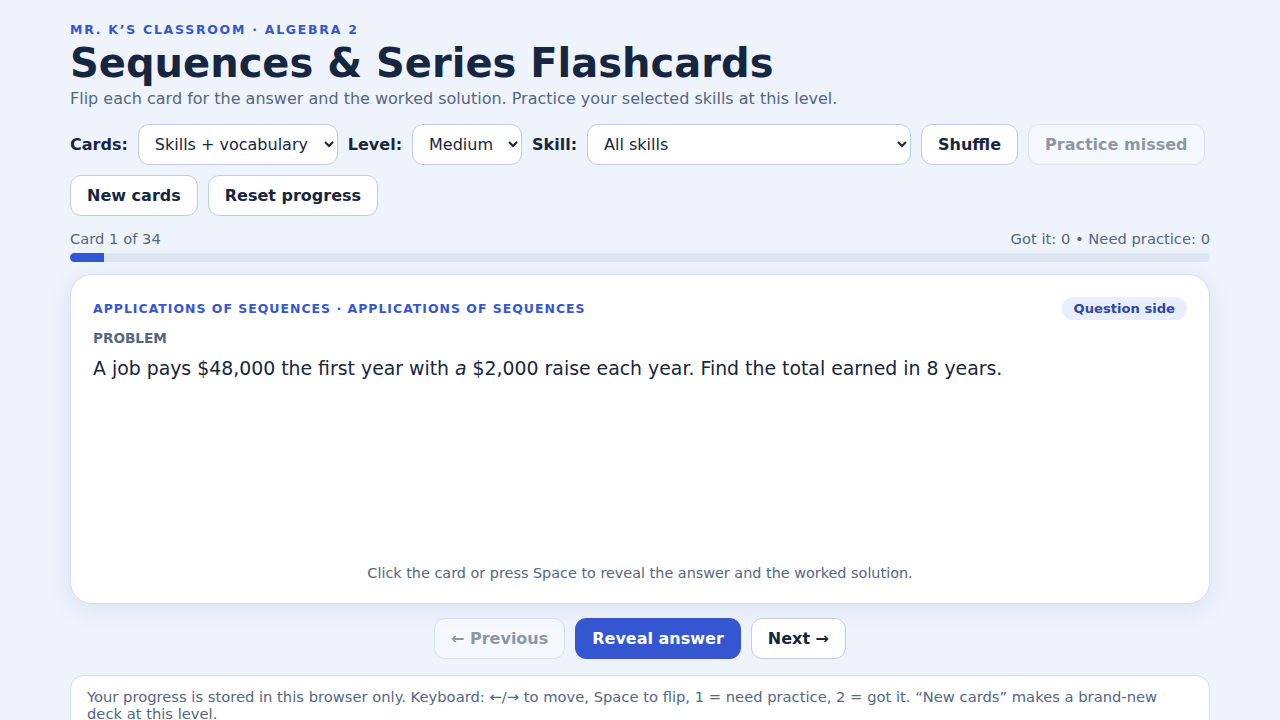 MR. K’S CLASSROOM · ALGEBRA 2
Sequences & Series Flashcards
Flip each card for the answer and the worked solution. Practice your selected skills at this level.
Cards: Skills + vocabulary Level: Medium Skill: All skills Shuffle Practice missed
New cards Reset progress
Card 1 of 34 Got it: 0 • Need practice: 0
APPLICATIONS OF SEQUENCES · APPLICATIONS OF SEQUENCES Question side
PROBLEM
A job pays $48,000 the first year with a $2,000 raise each year. Find the total earned in 8 years.
Click the card or press Space to reveal the answer and the worked solution.
← Previous Reveal answer Next →
Your progress is stored in this browser only. Keyboard: ←/→ to move, Space to flip, 1 = need practice, 2 = got it. “New cards” makes a brand-new
deck at this level.